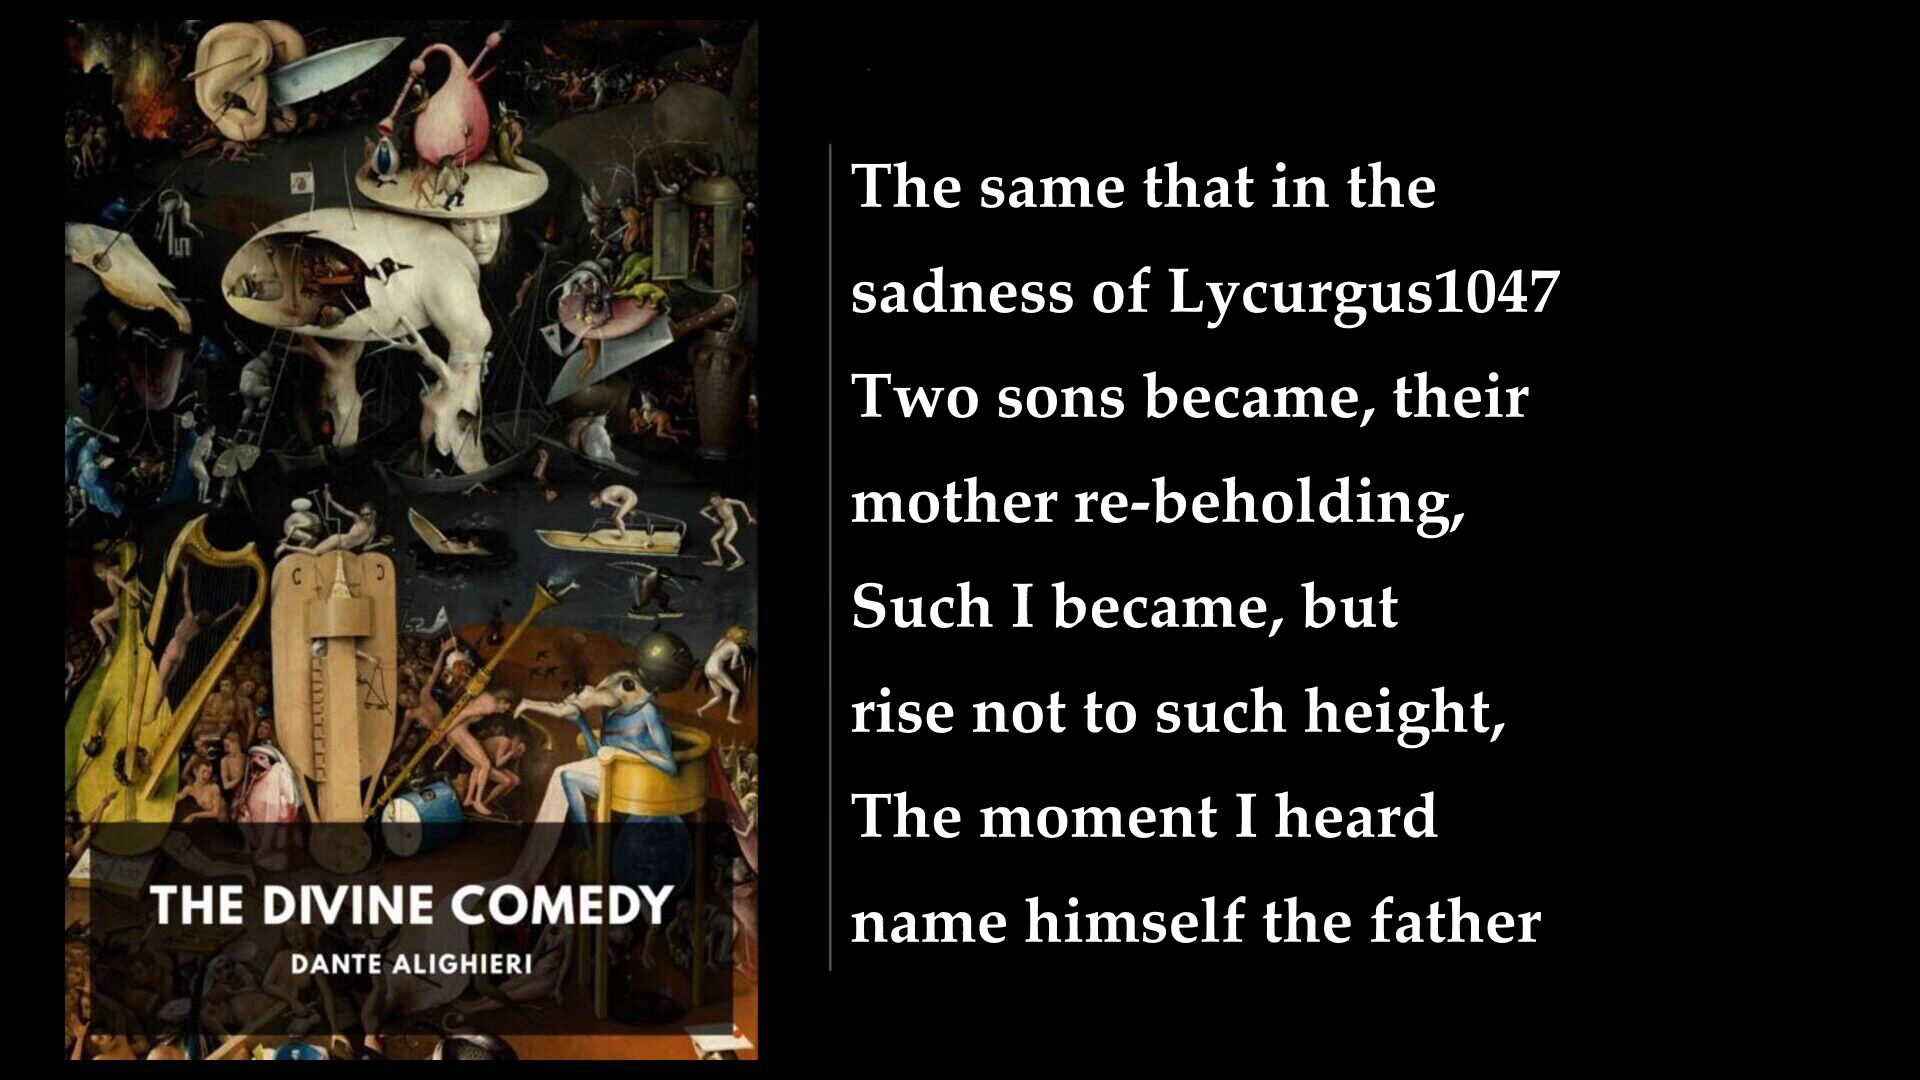 THE DIVINE COMEDY
DANTE ALIGHIERI
The same that in the
sadness of Lycurgus1047
Two sons became, their
mother re-beholding,
Such I became, but
rise not to such height,
The moment I heard
name himself the father